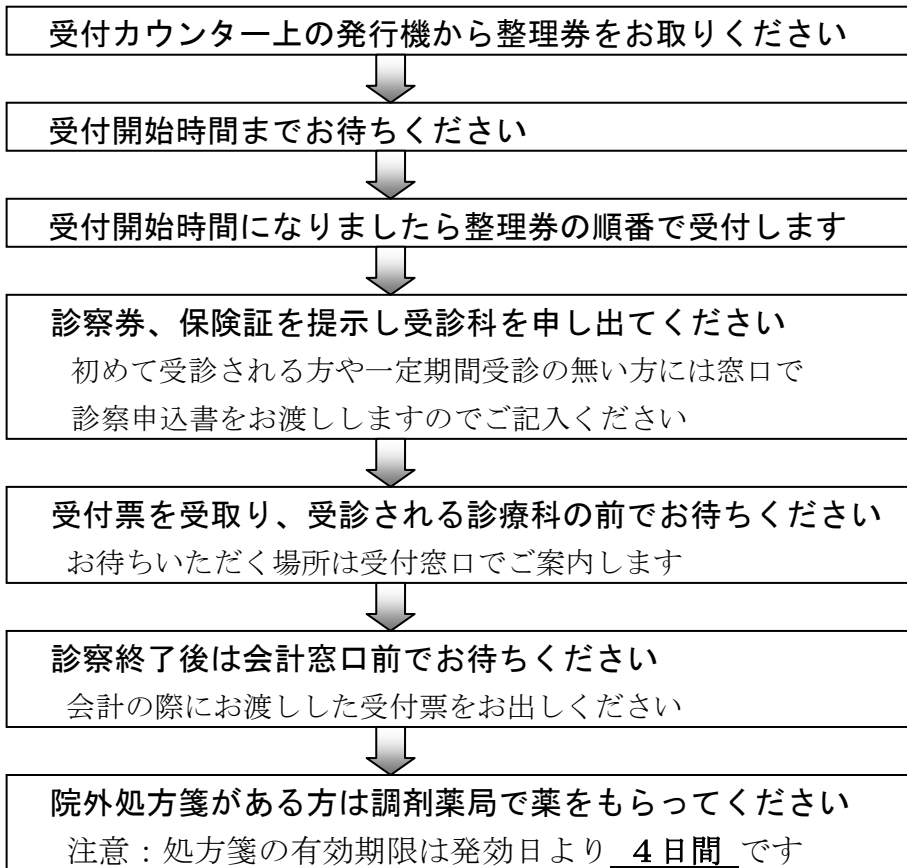 受付カウンター上の発行機から整理券をお取りください
受付開始時間までお待ちください
受付開始時間になりましたら整理券の順番で受付します
診察券、保険証を提示し受診科を申し出てください
初めて受診される方や一定期間受診の無い方には窓口で
診察申込書をお渡ししますのでご記入ください
受付票を受取り、受診される診療科の前でお待ちください
お待ちいただく場所は受付窓口でご案内します
診察終了後は会計窓口前でお待ちください
会計の際にお渡しした受付票をお出しください
院外処方箋がある方は調剤薬局で薬をもらってください
注意：処方箋の有効期限は発効日より ４日間 です